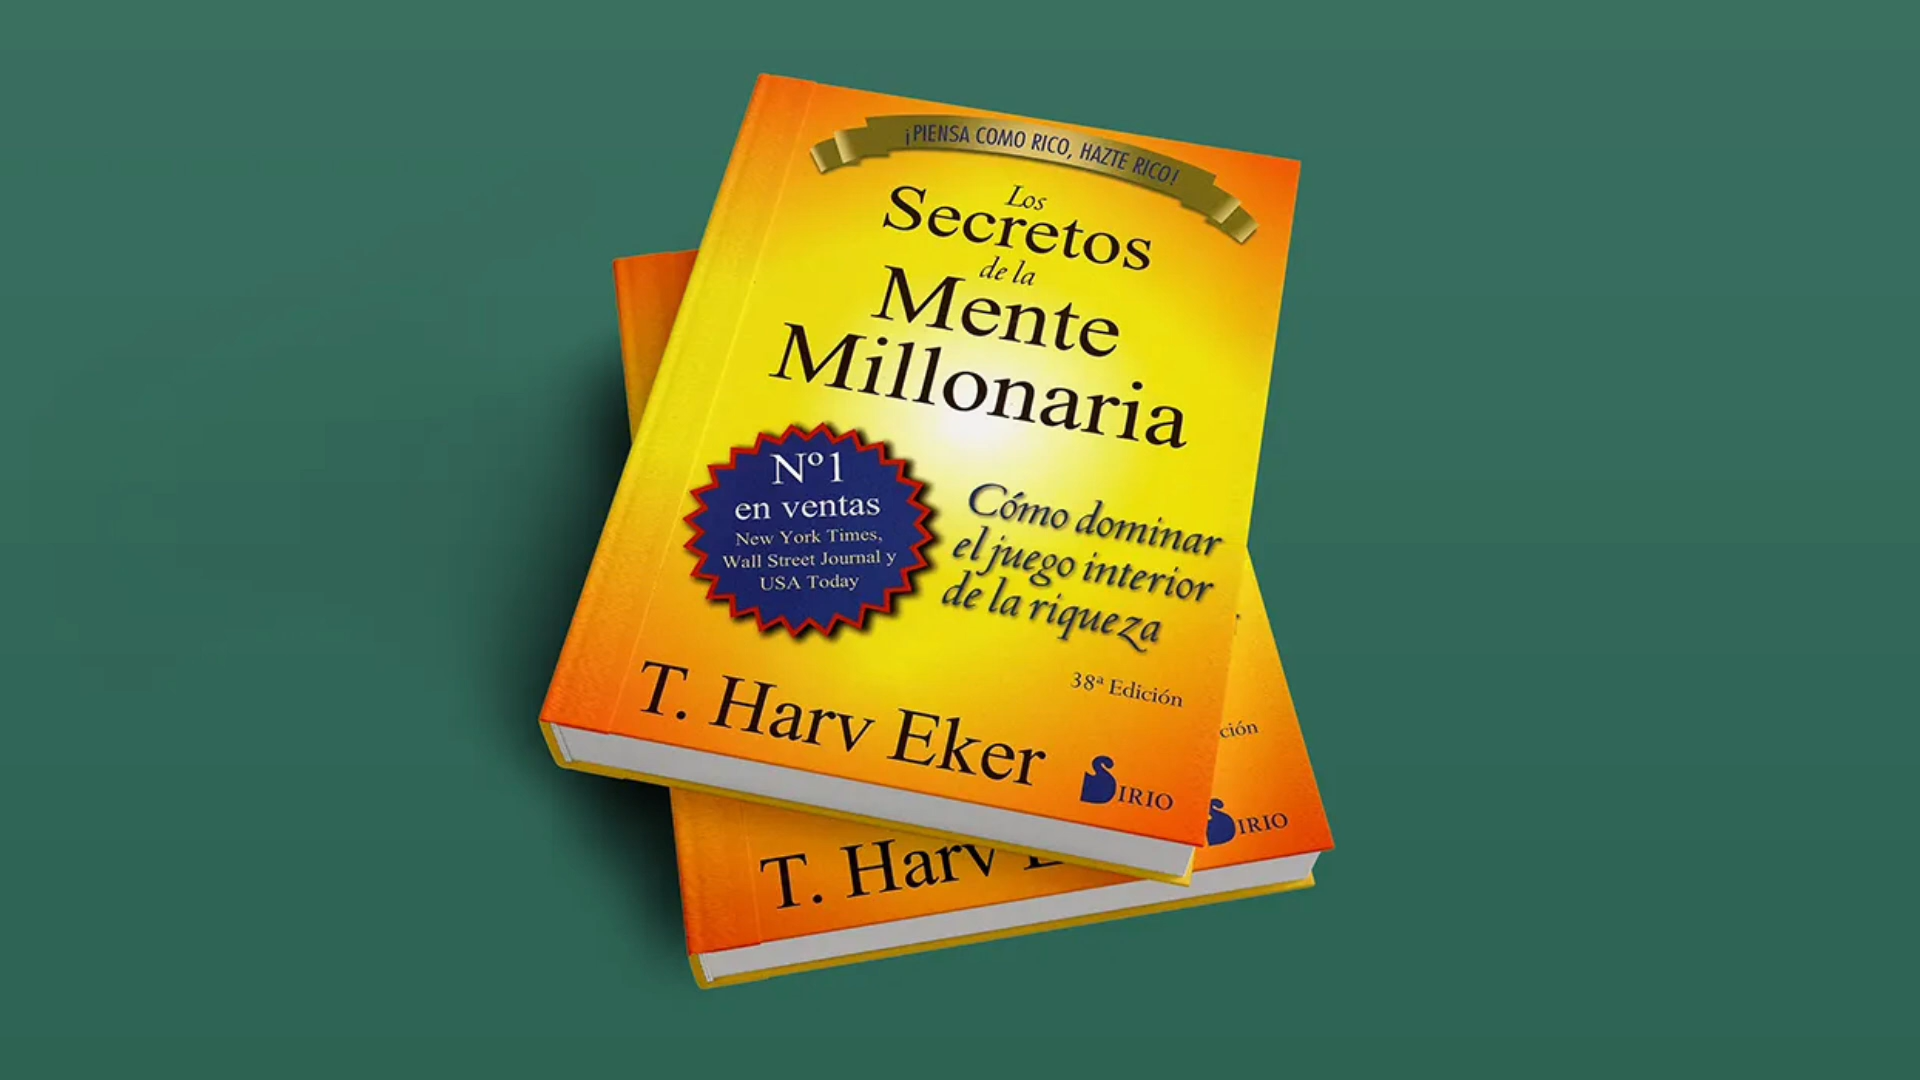 ¡PIENSA COMO RICO, HAZTE RICO!
Los
Secretos
de la
Mente
Millonaria
Nº1
en ventas
New York Times,
Wall Street Journal y
USA Today
Cómo dominar
el juego interior
de la riqueza
38ª Edición
T. Harv Eker
SIRIO
ción
SIRIO
T. Harv E